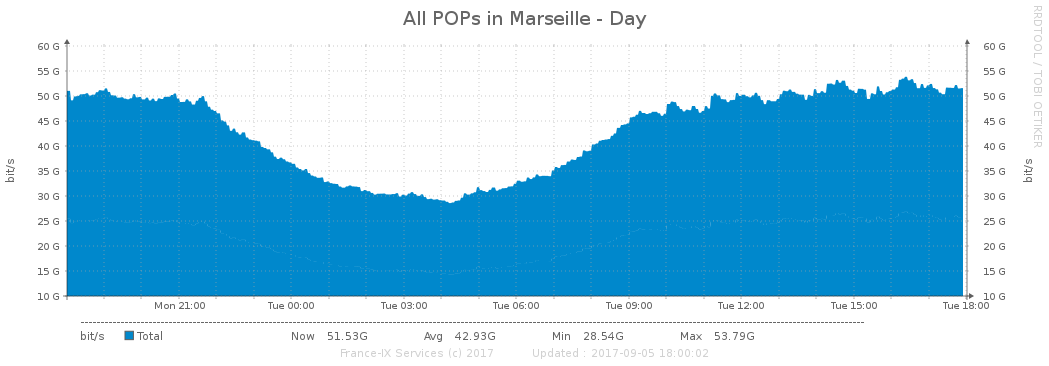 All POPs in Marseille - Day
RRDTOOL / TOBI OETIKER
60 G 60 G
55 G 55 G
50 G 50 G
45 G 45 G
40 G 40 G
35 G 35 G
30 G 30 G
25 G 25 G
20 G 20 G
15 G 15 G
10 G 10 G
bit/s
bit/s
Mon 21:00 Tue 00:00 Tue 03:00 Tue 06:00 Tue 09:00 Tue 12:00 Tue 15:00 Tue 18:00
bit/s Total Now 51.53G Avg 42.93G Min 28.54G Max 53.79G
France-IX Services (c) 2017 Updated : 2017-09-05 18:00:02